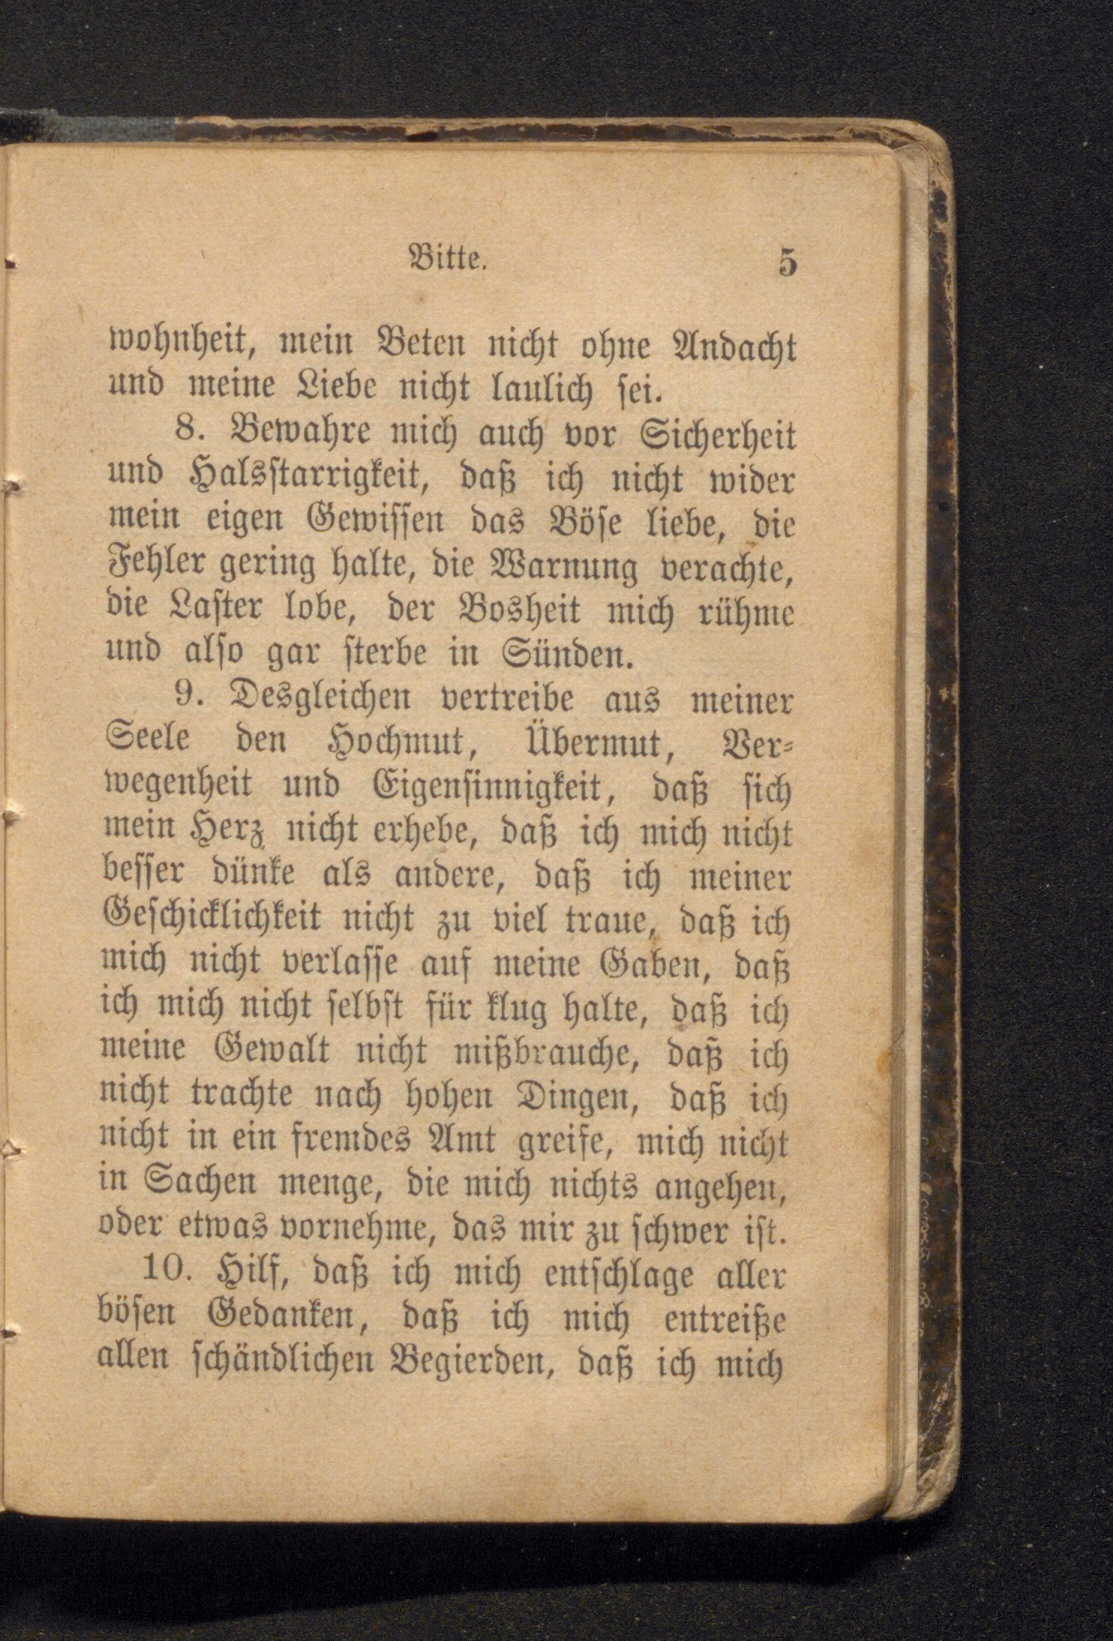 Bitte. 5
wohnheit, mein Beten nicht ohne Andacht
und meine Liebe nicht laulich sei.
8. Bewahre mich auch vor Sicherheit
und Halsstarrigkeit, daß ich nicht wider
mein eigen Gewissen das Böse liebe, die
Fehler gering halte, die Warnung verachte,
die Laster lobe, der Bosheit mich rühme
und also gar sterbe in Sünden.
9. Desgleichen vertreibe aus meiner
Seele den Hochmut, Übermut, Ver-
wegenheit und Eigensinnigkeit, daß sich
mein Herz nicht erhebe, daß ich mich nicht
besser dünke als andere, daß ich meiner
Geschicklichkeit nicht zu viel traue, daß ich
mich nicht verlasse auf meine Gaben, daß
ich mich nicht selbst für klug halte, daß ich
meine Gewalt nicht mißbrauche, daß ich
nicht trachte nach hohen Dingen, daß ich
nicht in ein fremdes Amt greife, mich nicht
in Sachen menge, die mich nichts angehen,
oder etwas vornehme, das mir zu schwer ist.
10. Hilf, daß ich mich entschlage aller
bösen Gedanken, daß ich mich entreiße
allen schändlichen Begierden, daß ich mich